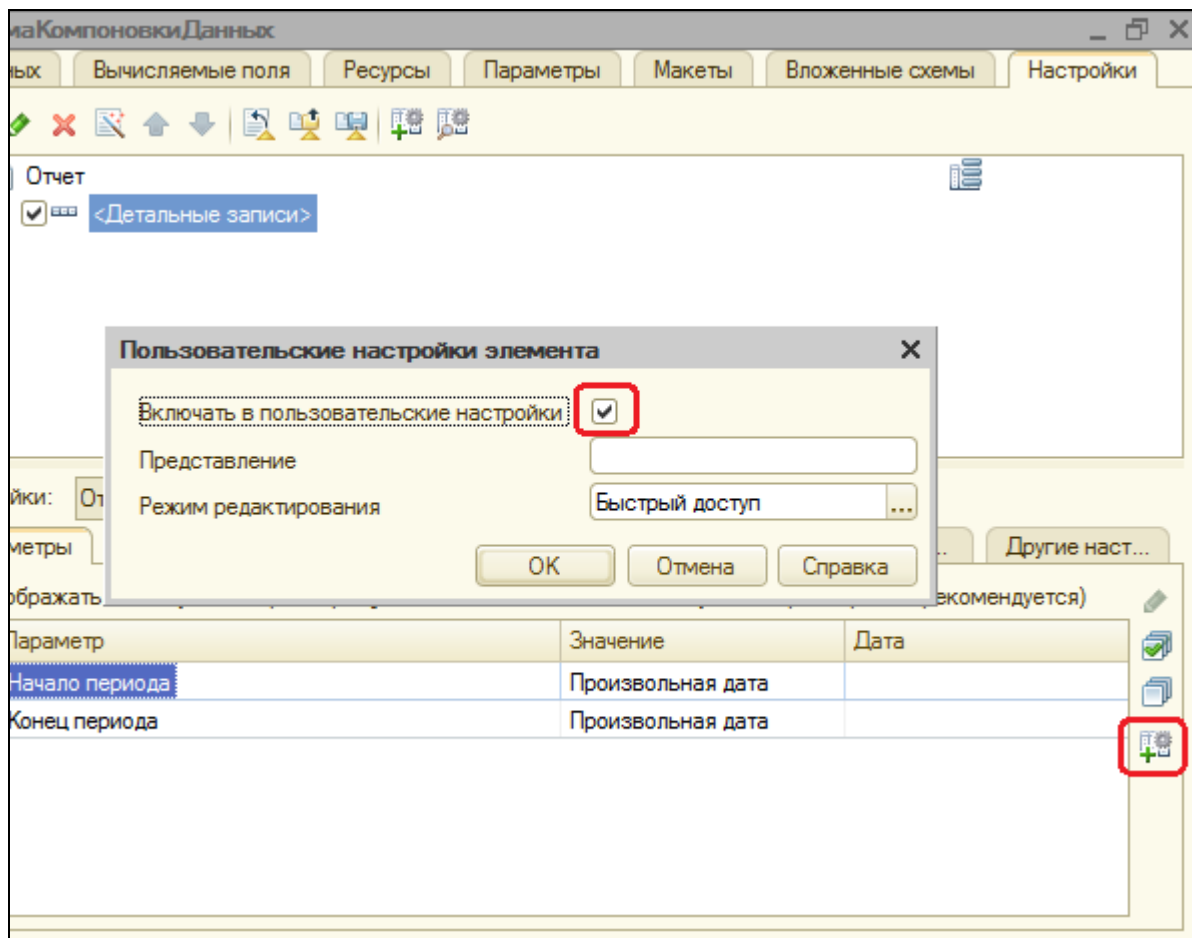 маКомпоновкиДанных
ных Вычисляемые поля Ресурсы Параметры Макеты Вложенные схемы Настройки
Отчет
<Детальные записи>
Пользовательские настройки элемента
Включать в пользовательские настройки
Представление
Режим редактирования Быстрый доступ ...
OK Отмена Справка
йки: От
метры .. Другие наст...
ображать екомендуется)
Параметр Значение Дата
Начало периода Произвольная дата
Конец периода Произвольная дата